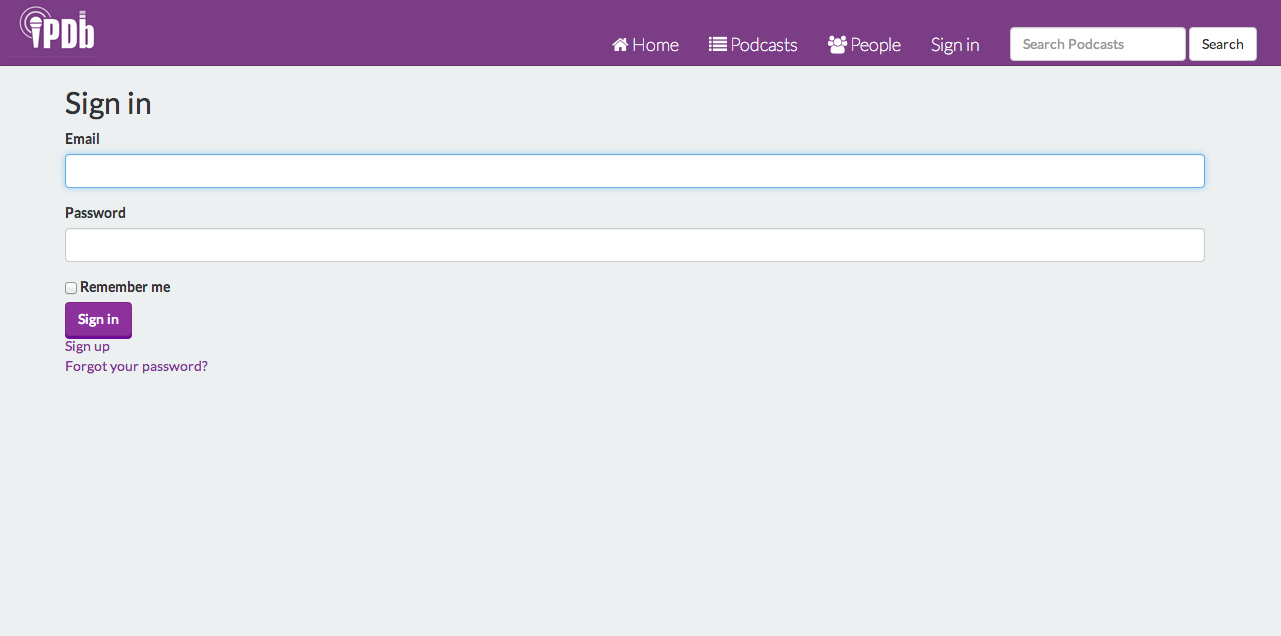 iPDb
Home Podcasts People Sign in Search Podcasts Search
Sign in
Email
Password
Remember me
Sign in
Sign up
Forgot your password?